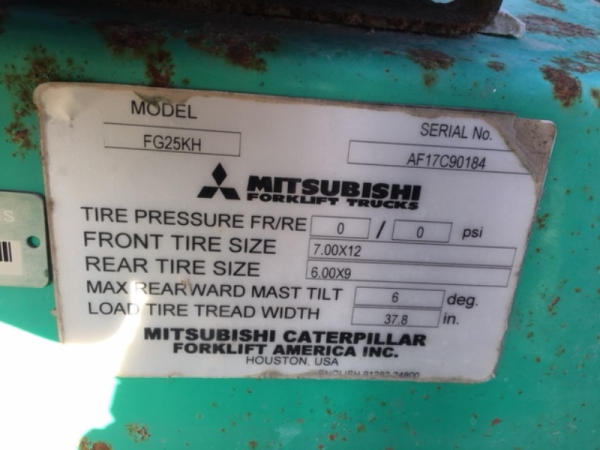 MODEL
FG25KH
SERIAL No.
AF17C90184
MITSUBISHI
FORKLIFT TRUCKS
TIRE PRESSURE FR/RE 0 / 0 psi
FRONT TIRE SIZE 7.00X12
REAR TIRE SIZE 6.00X9
MAX REARWARD MAST TILT 6 deg.
LOAD TIRE TREAD WIDTH 37.8 in.
MITSUBISHI CATERPILLAR
FORKLIFT AMERICA INC.
HOUSTON, USA